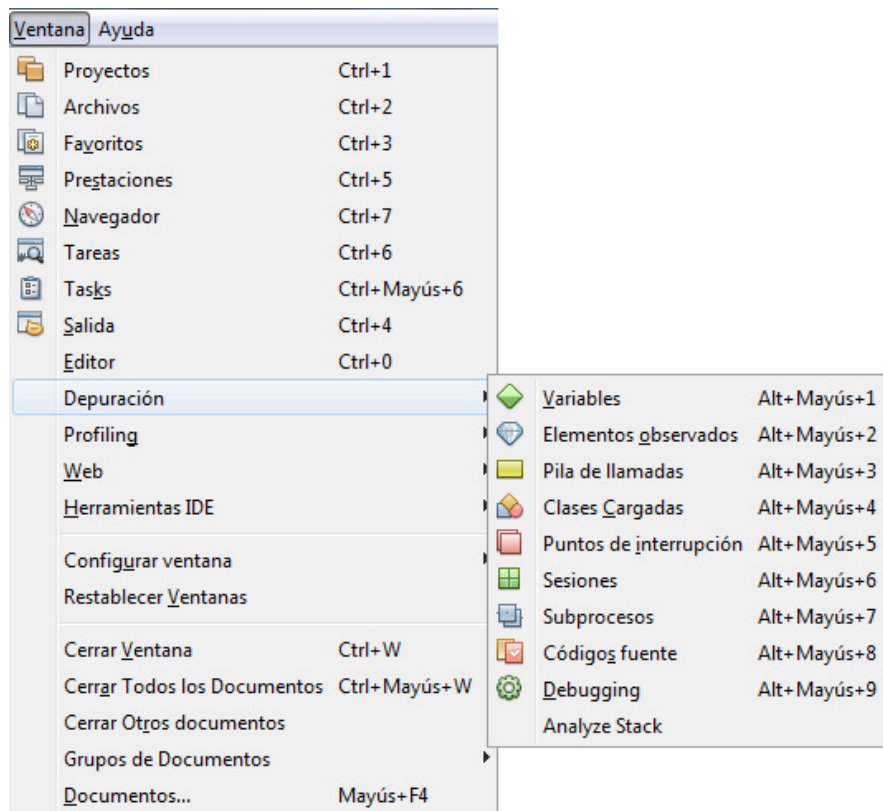 Ventana Ayuda
Proyectos Ctrl+1
Archivos Ctrl+2
Favoritos Ctrl+3
Prestaciones Ctrl+5
Navegador Ctrl+7
Tareas Ctrl+6
Tasks Ctrl+Mayús+6
Salida Ctrl+4
Editor Ctrl+0
Depuración
Profiling
Web
Herramientas IDE
Configurar ventana
Restablecer Ventanas
Cerrar Ventana Ctrl+W
Cerrar Todos los Documentos Ctrl+Mayús+W
Cerrar Otros documentos
Grupos de Documentos
Documentos... Mayús+F4
Variables Alt+Mayús+1
Elementos observados Alt+Mayús+2
Pila de llamadas Alt+Mayús+3
Clases Cargadas Alt+Mayús+4
Puntos de interrupción Alt+Mayús+5
Sesiones Alt+Mayús+6
Subprocesos Alt+Mayús+7
Códigos fuente Alt+Mayús+8
Debugging Alt+Mayús+9
Analyze Stack